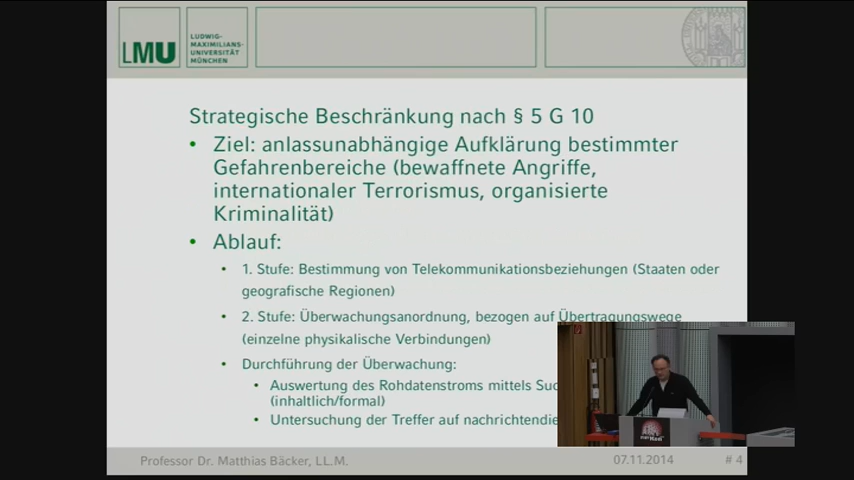 LMU
LUDWIG-
MAXIMILIANS-
UNIVERSITÄT
MÜNCHEN
Strategische Beschränkung nach § 5 G 10
• Ziel: anlassunabhängige Aufklärung bestimmter
Gefahrenbereiche (bewaffnete Angriffe,
internationaler Terrorismus, organisierte
Kriminalität)
• Ablauf:
• 1. Stufe: Bestimmung von Telekommunikationsbeziehungen (Staaten oder
geografische Regionen)
• 2. Stufe: Überwachungsanordnung, bezogen auf Übertragungswege
(einzelne physikalische Verbindungen)
• Durchführung der Überwachung:
• Auswertung des Rohdatenstroms mittels
(inhaltlich/formal)
• Untersuchung der Treffer auf
Professor Dr. Matthias Bäcker, LL.M.
07.11.2014
# 4